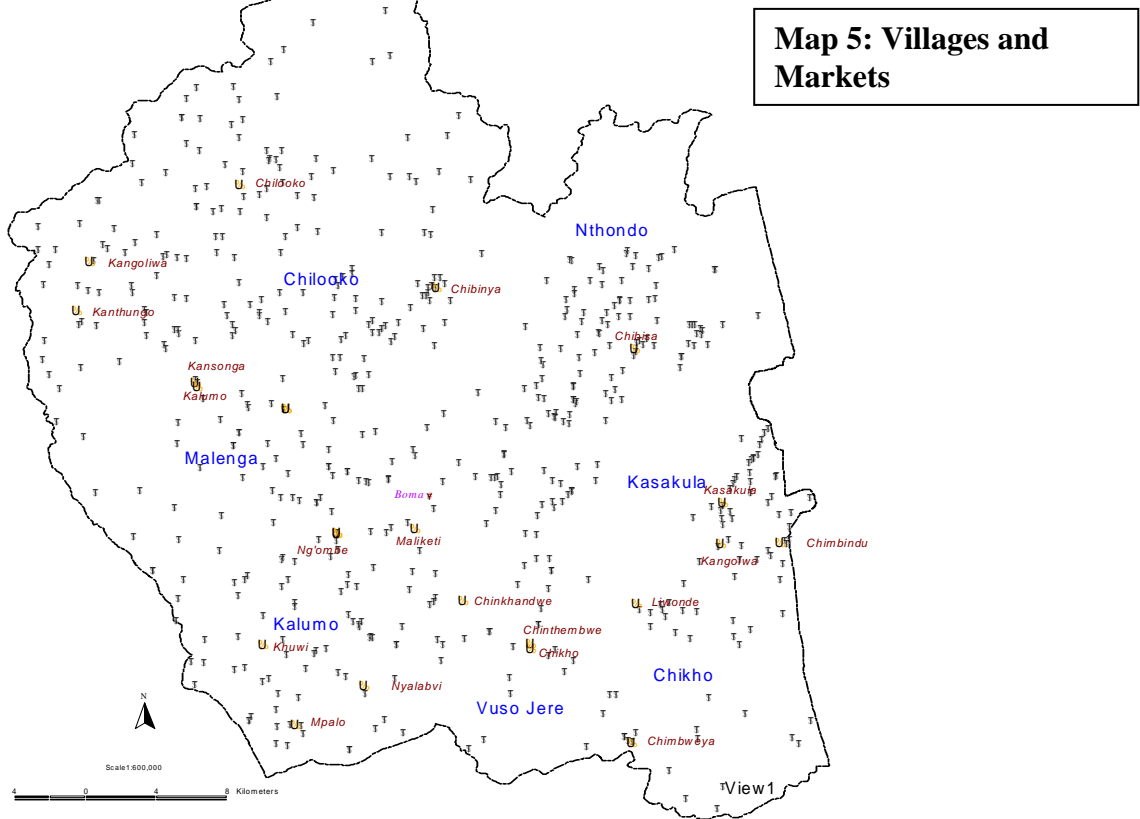 Map 5: Villages and
Markets
Chilooko
Nthondo
Kangoliwa
Chilooko
Chibinya
Kanthungo
Chibisa
Kansonga
Kalumo
Malenga
Kasakula
Kasakula
Boma
Maliketi
Ng'ombe
Chimbindu
Kangolwa
Chinkhandwe
Liwonde
Kalumo
Chinthembwe
Khuwi
Chikho
Chikho
Nyalabvi
Vuso Jere
N
Mpalo
Chimbweya
Scale1:600,000
View1
4 0 4 8 Kilometers